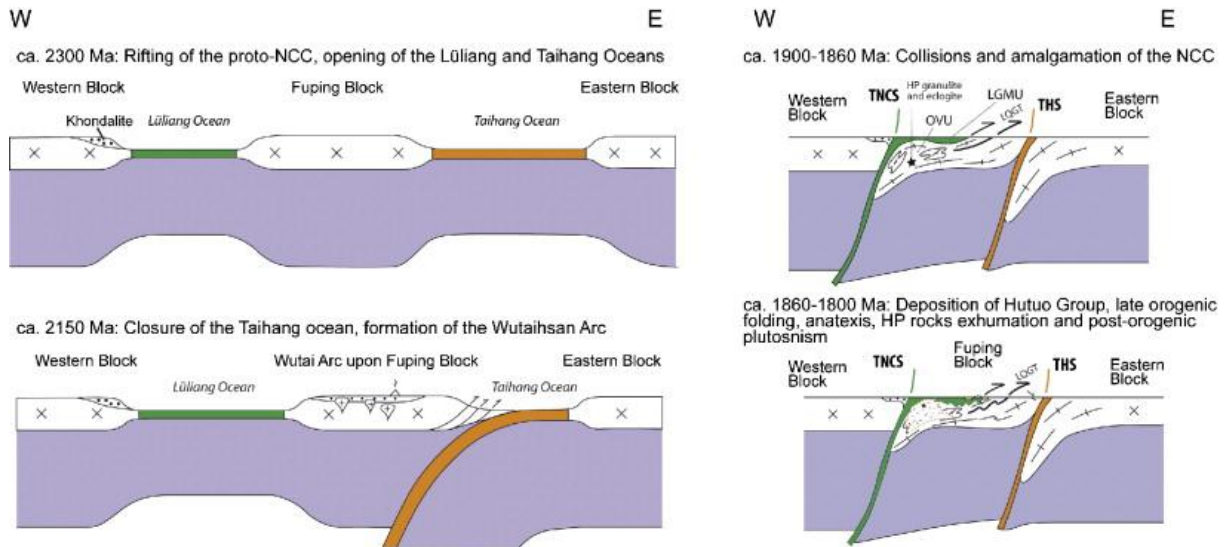 W E
ca. 2300 Ma: Rifting of the proto-NCC, opening of the Lüliang and Taihang Oceans
Western Block Fuping Block Eastern Block
Khondalite Lüliang Ocean Taihang Ocean
ca. 2150 Ma: Closure of the Taihang ocean, formation of the Wutaihsan Arc
Western Block Wutai Arc upon Fuping Block Eastern Block
Lüliang Ocean Taihang Ocean
W E
ca. 1900-1860 Ma: Collisions and amalgamation of the NCC
Western
Block
TNCS
HP granulite
and eclogite
OVU
LGMU
LQGT
THS
Eastern
Block
ca. 1860-1800 Ma: Deposition of Hutuo Group, late orogenic
folding, anatexis, HP rocks exhumation and post-orogenic
plutosnism
Western
Block
TNCS
Fuping
Block
LQGT
THS
Eastern
Block